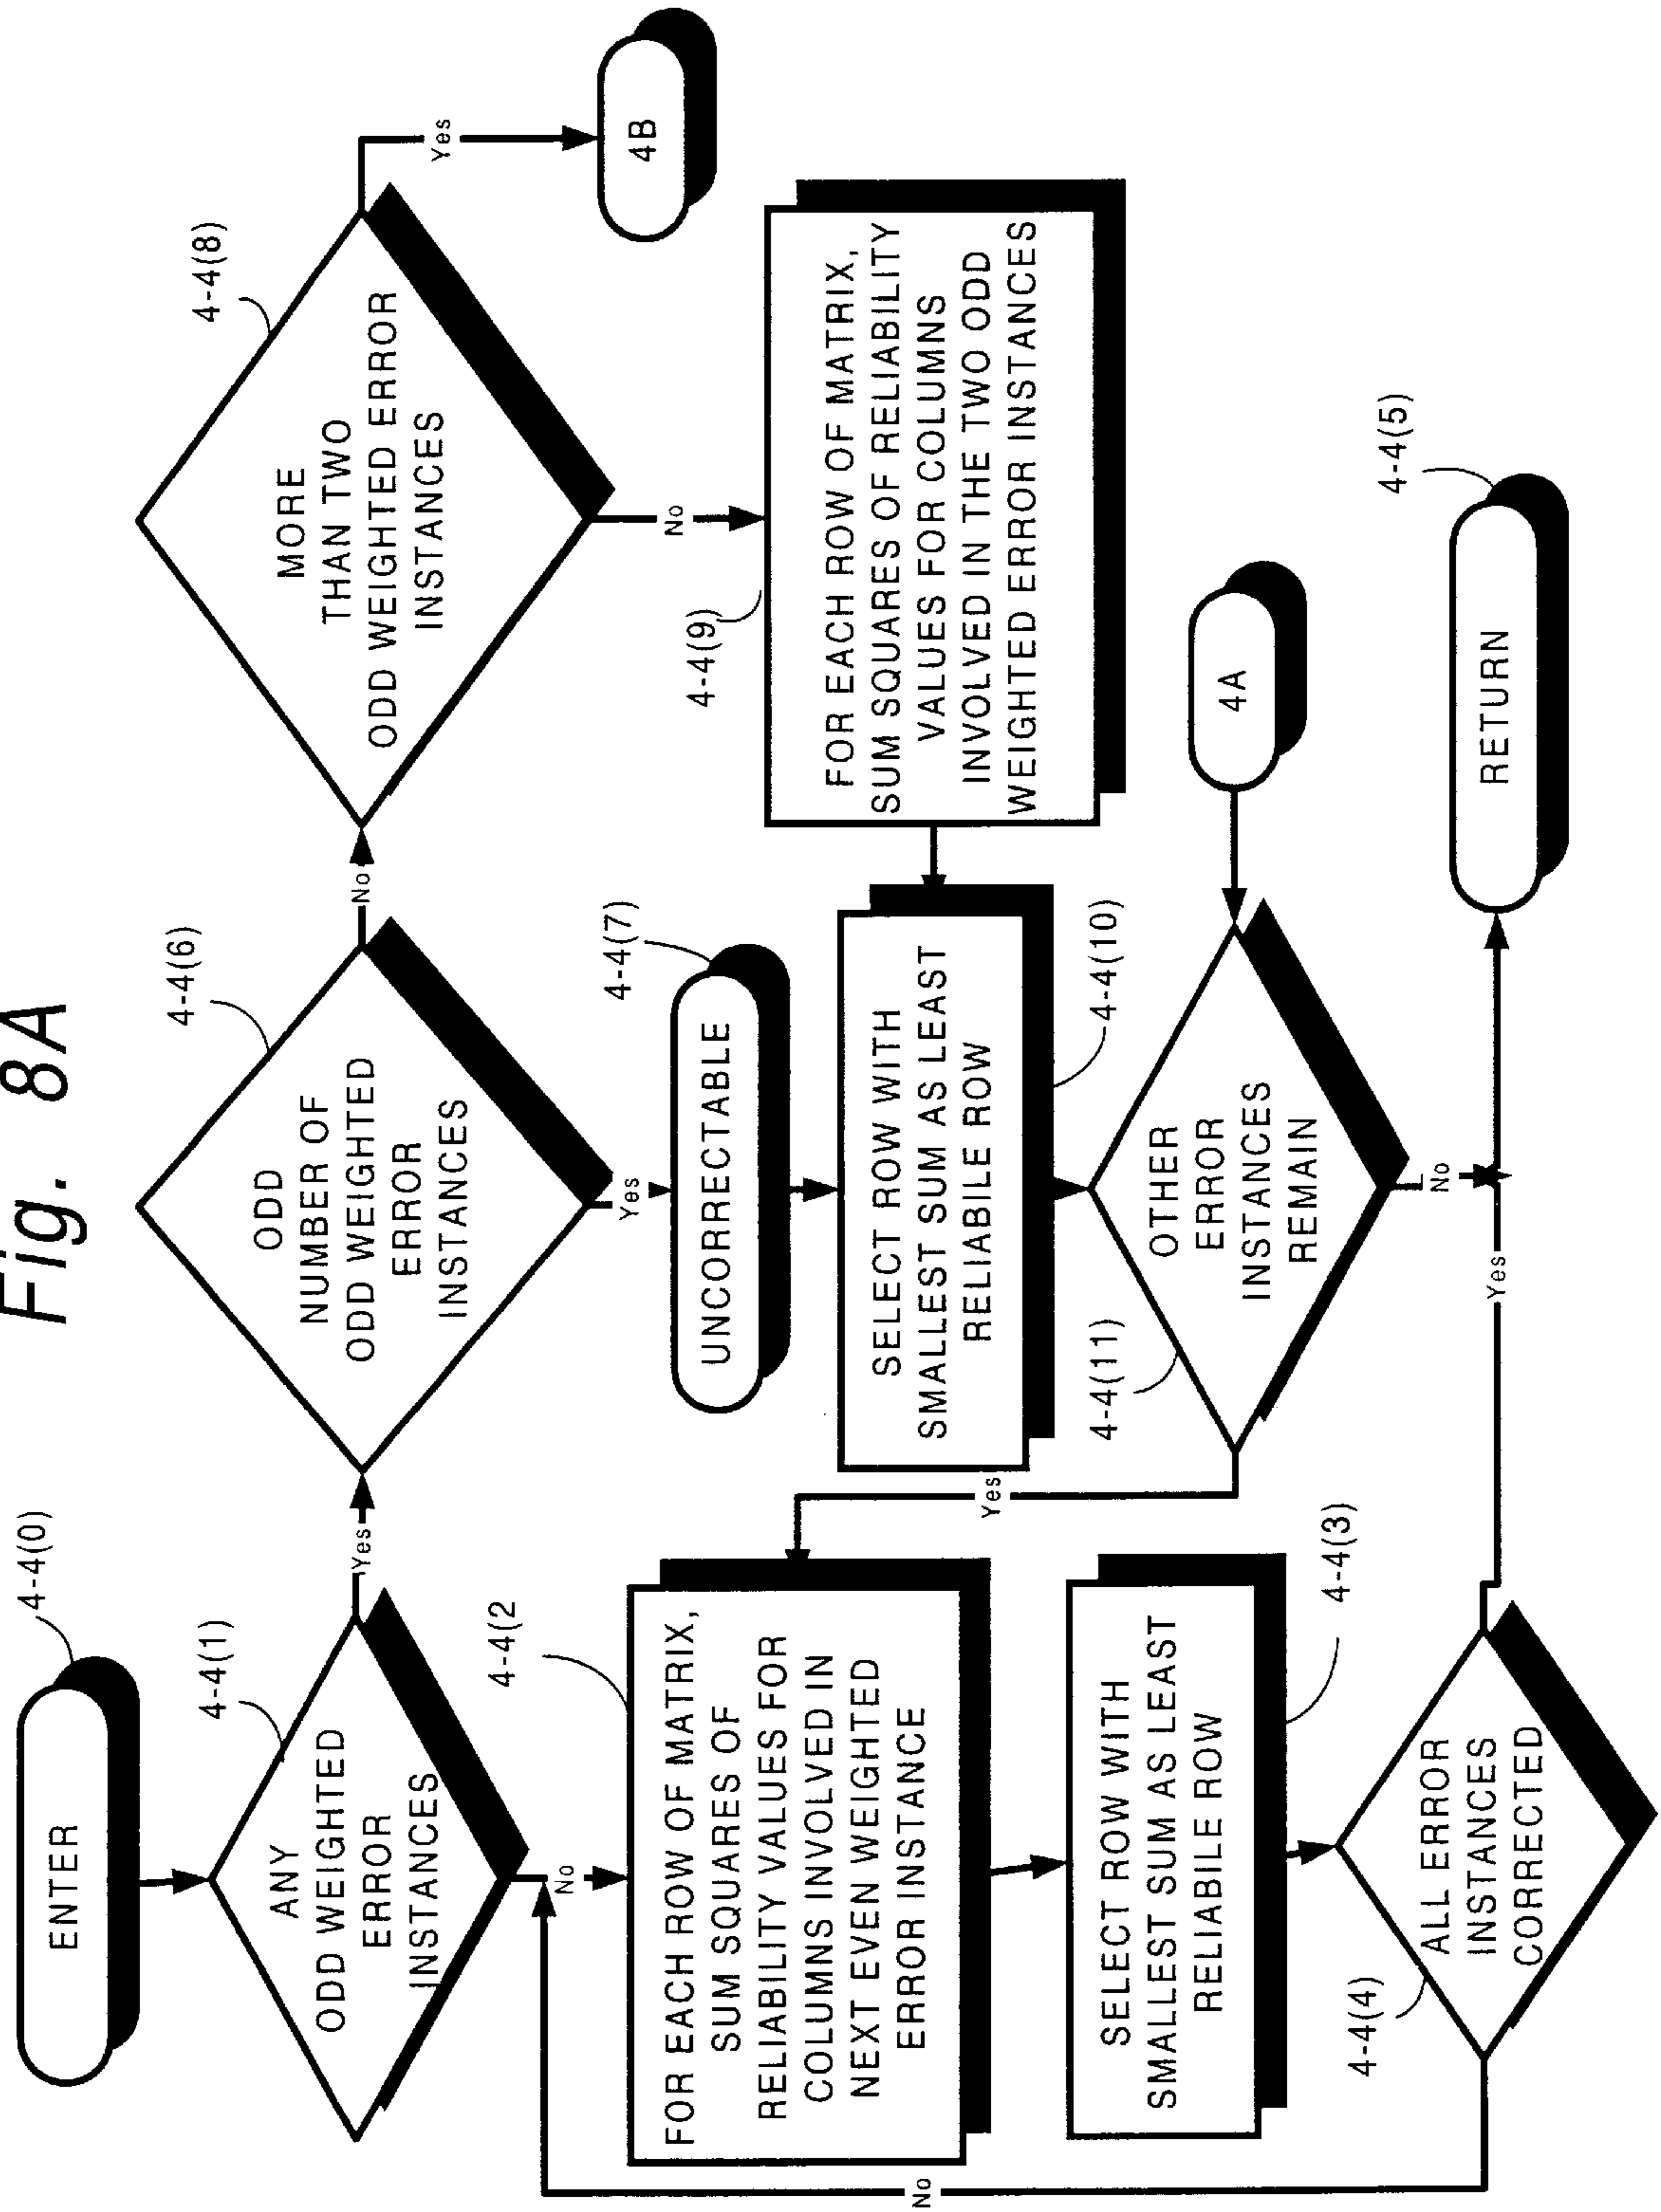 Fig. 8A
ENTER
4-4(0)
ANY
ODD WEIGHTED
ERROR
INSTANCES
4-4(1)
Yes
No
4-4(2
FOR EACH ROW OF MATRIX,
SUM SQUARES OF
RELIABILITY VALUES FOR
COLUMNS INVOLVED IN
NEXT EVEN WEIGHTED
ERROR INSTANCE
SELECT ROW WITH
SMALLEST SUM AS LEAST
RELIABILE ROW
4-4(3)
4-4(4)
ALL ERROR
INSTANCES
CORRECTED
No
Yes
4-4(6)
ODD
NUMBER OF
ODD WEIGHTED
ERROR
INSTANCES
No
Yes
4-4(7)
UNCORRECTABLE
SELECT ROW WITH
SMALLEST SUM AS LEAST
RELIABILE ROW
4-4(10)
4-4(11)
OTHER
ERROR
INSTANCES
REMAIN
Yes
No
4-4(8)
MORE
THAN TWO
ODD WEIGHTED ERROR
INSTANCES
Yes
4B
No
4-4(9)
FOR EACH ROW OF MATRIX,
SUM SQUARES OF RELIABILITY
VALUES FOR COLUMNS
INVOLVED IN THE TWO ODD
WEIGHTED ERROR INSTANCES
4A
4-4(5)
RETURN